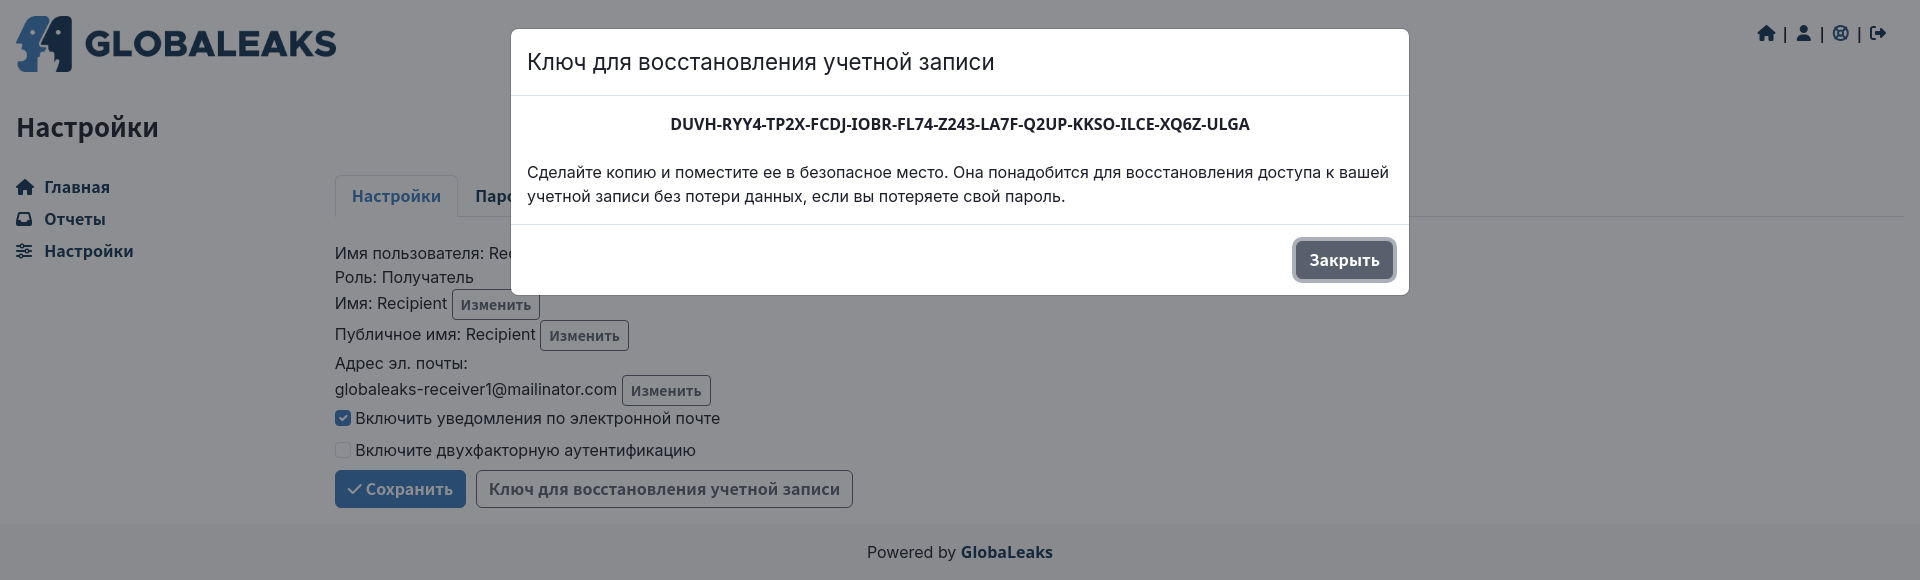 GLOBALEAKS
| | |
Ключ для восстановления учетной записи
DUVH-RYY4-TP2X-FCDJ-IOBR-FL74-Z243-LA7F-Q2UP-KKSO-ILCE-XQ6Z-ULGA
Сделайте копию и поместите ее в безопасное место. Она понадобится для восстановления доступа к вашей
учетной записи без потери данных, если вы потеряете свой пароль.
Закрыть
Настройки
Главная
Отчеты
Настройки
Настройки
Имя пользователя:
Роль: Получатель
Имя: Recipient Изменить
Публичное имя: Recipient Изменить
Адрес эл. почты:
globaleaks-receiver1@mailinator.com Изменить
Включить уведомления по электронной почте
Включите двухфакторную аутентификацию
Сохранить Ключ для восстановления учетной записи
Powered by GlobaLeaks